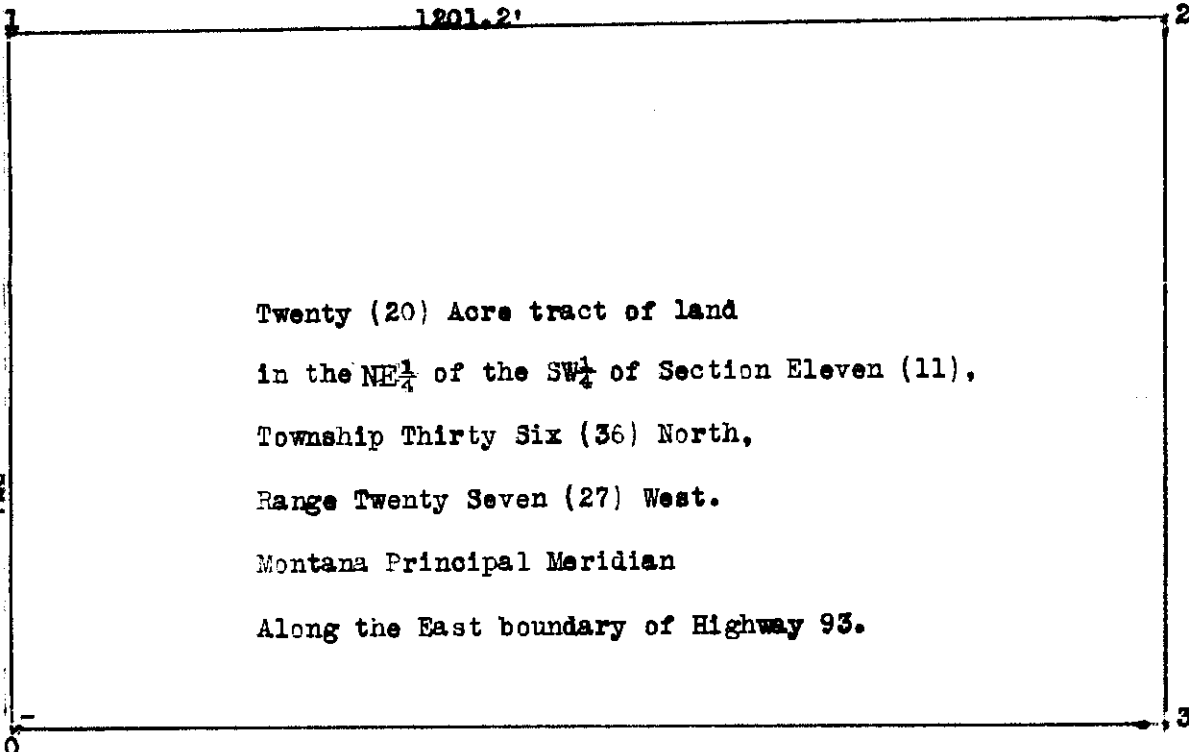 1 1201.2' 2
Twenty (20) Acre tract of land
in the NE¼ of the SW¼ of Section Eleven (11),
Township Thirty Six (36) North,
Range Twenty Seven (27) West.
Montana Principal Meridian
Along the East boundary of Highway 93.
3
0